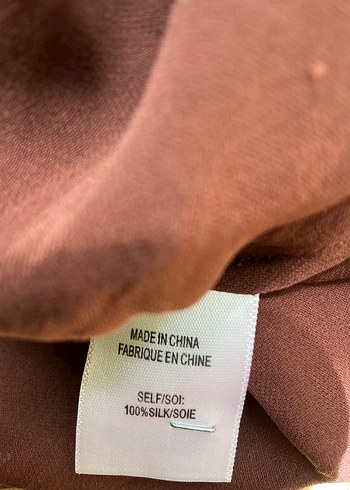 MADE IN CHINA
FABRIQUE EN CHINE
SELF/SOI:
100%SILK/SOIE